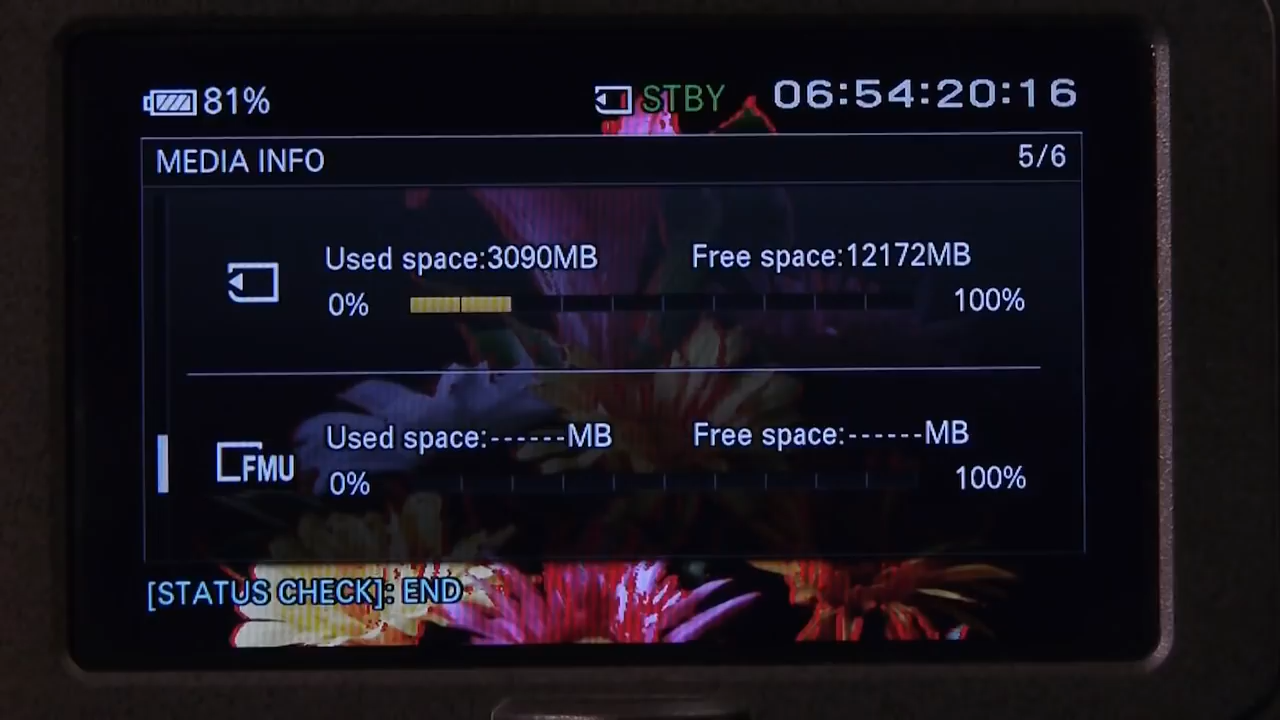 81% STBY 06:54:20:16
MEDIA INFO 5/6
Used space:3090MB Free space:12172MB
0% 100%
Used space:------MB Free space:------MB
FMU
0% 100%
[STATUS CHECK]: END